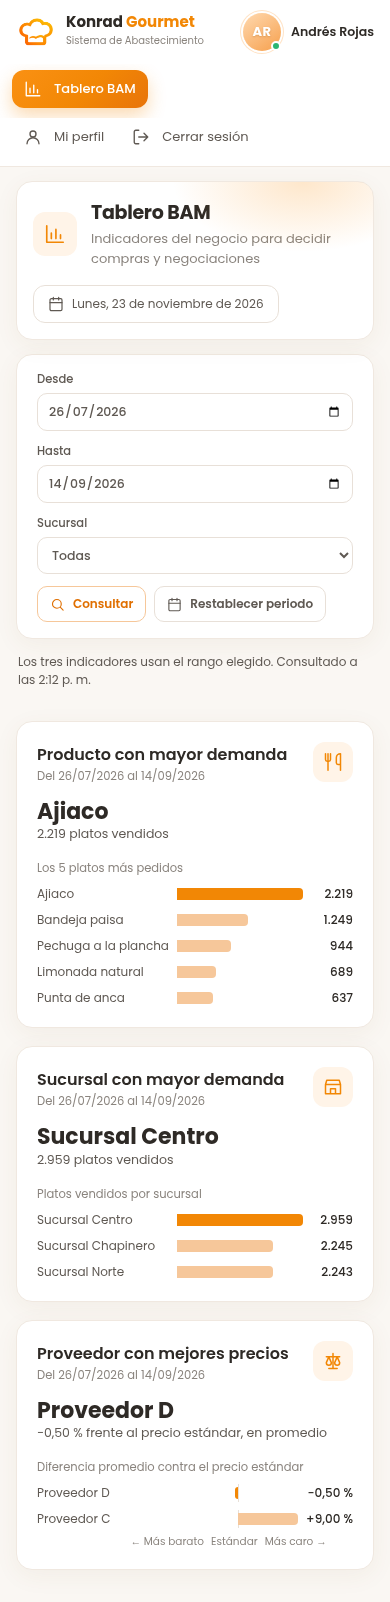 Konrad Gourmet
Sistema de Abastecimiento
AR
Andrés Rojas
Tablero BAM
Mi perfil
Cerrar sesión
Tablero BAM
Indicadores del negocio para decidir
compras y negociaciones
Lunes, 23 de noviembre de 2026
Desde
26/07/2026
Hasta
14/09/2026
Sucursal
Todas
Consultar
Restablecer periodo
Los tres indicadores usan el rango elegido. Consultado a
las 2:12 p. m.
Producto con mayor demanda
Del 26/07/2026 al 14/09/2026
Ajiaco
2.219 platos vendidos
Los 5 platos más pedidos
Ajiaco 2.219
Bandeja paisa 1.249
Pechuga a la plancha 944
Limonada natural 689
Punta de anca 637
Sucursal con mayor demanda
Del 26/07/2026 al 14/09/2026
Sucursal Centro
2.959 platos vendidos
Platos vendidos por sucursal
Sucursal Centro 2.959
Sucursal Chapinero 2.245
Sucursal Norte 2.243
Proveedor con mejores precios
Del 26/07/2026 al 14/09/2026
Proveedor D
-0,50 % frente al precio estándar, en promedio
Diferencia promedio contra el precio estándar
Proveedor D -0,50 %
Proveedor C +9,00 %
← Más barato Estándar Más caro →